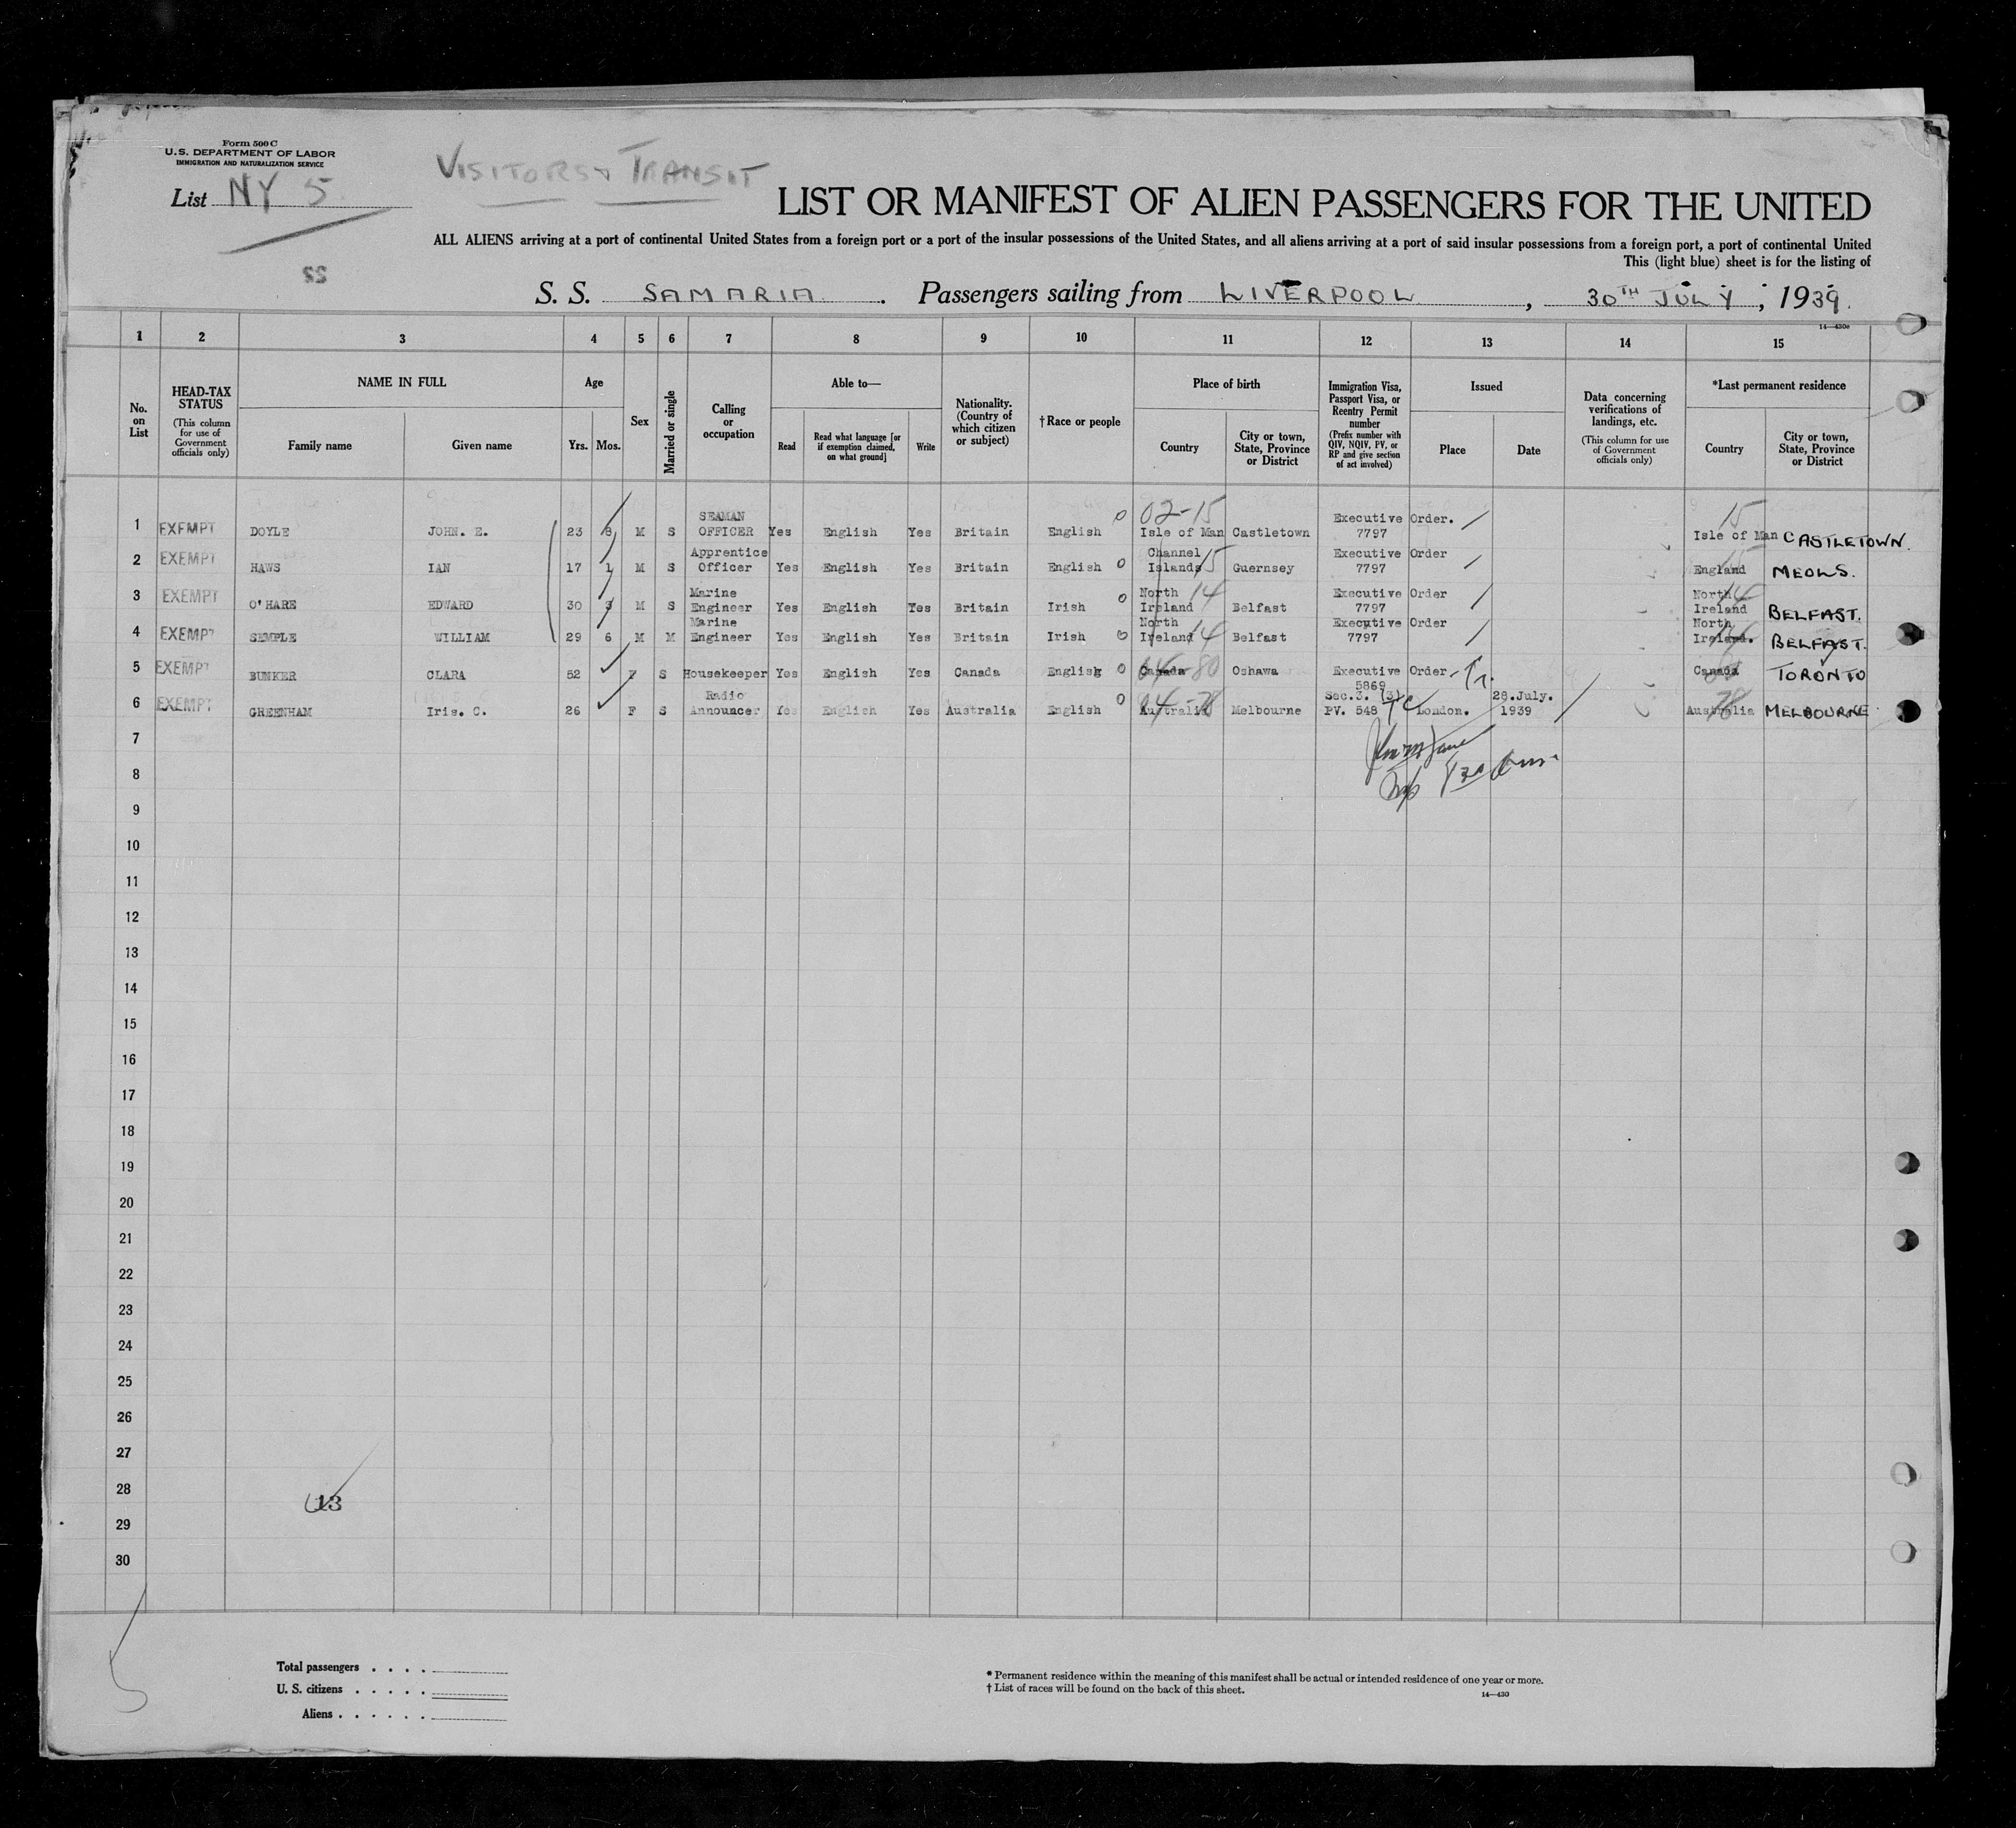 Form 500 C
U.S. DEPARTMENT OF LABOR
IMMIGRATION AND NATURALIZATION SERVICE
List NY 5
VISITORS & TRANSIT
LIST OR MANIFEST OF ALIEN PASSENGERS FOR THE UNITED
ALL ALIENS arriving at a port of continental United States from a foreign port or a port of the insular possessions of the United States, and all aliens arriving at a port of said insular possessions from a foreign port, a port of continental United
This (light blue) sheet is for the listing of
S. S. SAMARIA. Passengers sailing from LIVERPOOL, 30TH JULY, 1939.
14—430e
1 2 3 4 5 6 7 8 9 10 11 12 13 14 15
No. on List
HEAD-TAX STATUS (This column for use of Government officials only)
NAME IN FULL
Family name
Given name
Age
Yrs. Mos.
Sex
Married or single
Calling or occupation
Able to—
Read
Read what language [or if exemption claimed, on what ground]
Write
Nationality. (Country of which citizen or subject)
†Race or people
Place of birth
Country
City or town, State, Province or District
Immigration Visa, Passport Visa, or Reentry Permit number (Prefix number with QIV, NQIV, PV, or RP and give section of act involved)
Issued
Place
Date
Data concerning verifications of landings, etc. (This column for use of Government officials only)
*Last permanent residence
Country
City or town, State, Province or District
1 EXEMPT DOYLE JOHN. E. 23 8 M S SEAMAN OFFICER Yes English Yes Britain English 02-15 Isle of Man Castletown Executive Order. 7797 15 Isle of Man CASTLETOWN.
2 EXEMPT HAWS IAN 17 1 M S Apprentice Officer Yes English Yes Britain English Channel Islands 15 Guernsey Executive Order 7797 England MEOLS.
3 EXEMPT O'HARE EDWARD 30 3 M S Marine Engineer Yes English Yes Britain Irish North Ireland 14 Belfast Executive Order 7797 North Ireland 14 BELFAST.
4 EXEMPT SEMPLE WILLIAM 29 6 M M Marine Engineer Yes English Yes Britain Irish North Ireland 14 Belfast Executive Order 7797 North Ireland. 14 BELFAST.
5 EXEMPT BUNKER CLARA 52 F S Housekeeper Yes English Yes Canada English Canada 04-80 Oshawa Executive Order 5869 Canada TORONTO
6 EXEMPT GREENHAM Iris. C. 26 F S Radio Announcer Yes English Yes Australia English Australia 04-78 Melbourne Sec.3. (3) PV. 548 London. 28.July. 1939 Australia 78 MELBOURNE
7
8
9
10
11
12
13
14
15
16
17
18
19
20
21
22
23
24
25
26
27
28
13
29
30
Total passengers . . . .
U. S. citizens . . . . .
Aliens . . . . . .
* Permanent residence within the meaning of this manifest shall be actual or intended residence of one year or more.
† List of races will be found on the back of this sheet.
14—430